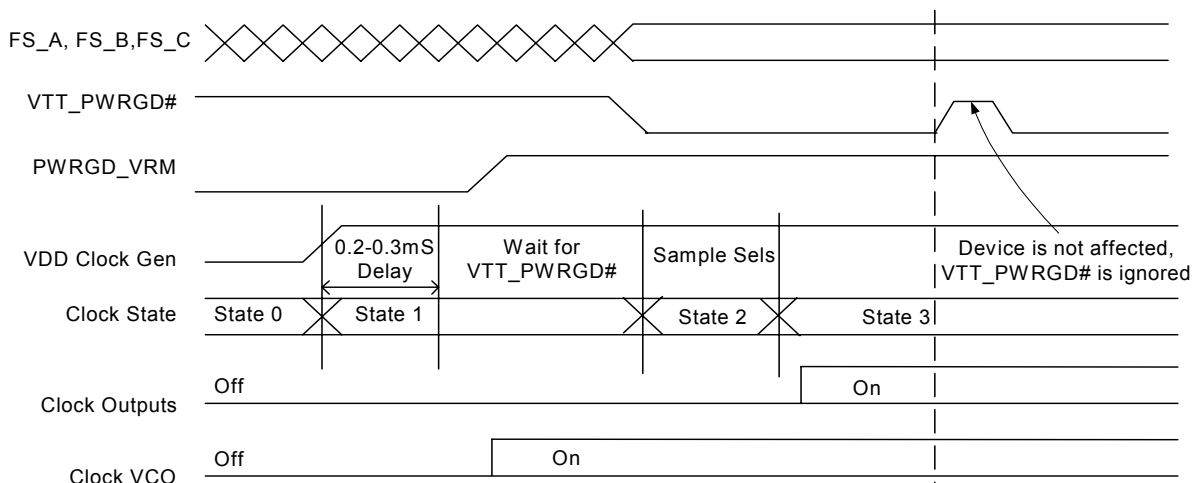 FS_A, FS_B,FS_C
VTT_PWRGD#
PWRGD_VRM
VDD Clock Gen
0.2-0.3mS
Delay
Wait for
VTT_PWRGD#
Sample Sels
Device is not affected,
VTT_PWRGD# is ignored
Clock State
State 0
State 1
State 2
State 3
Clock Outputs
Off
On
Clock VCO
Off
On